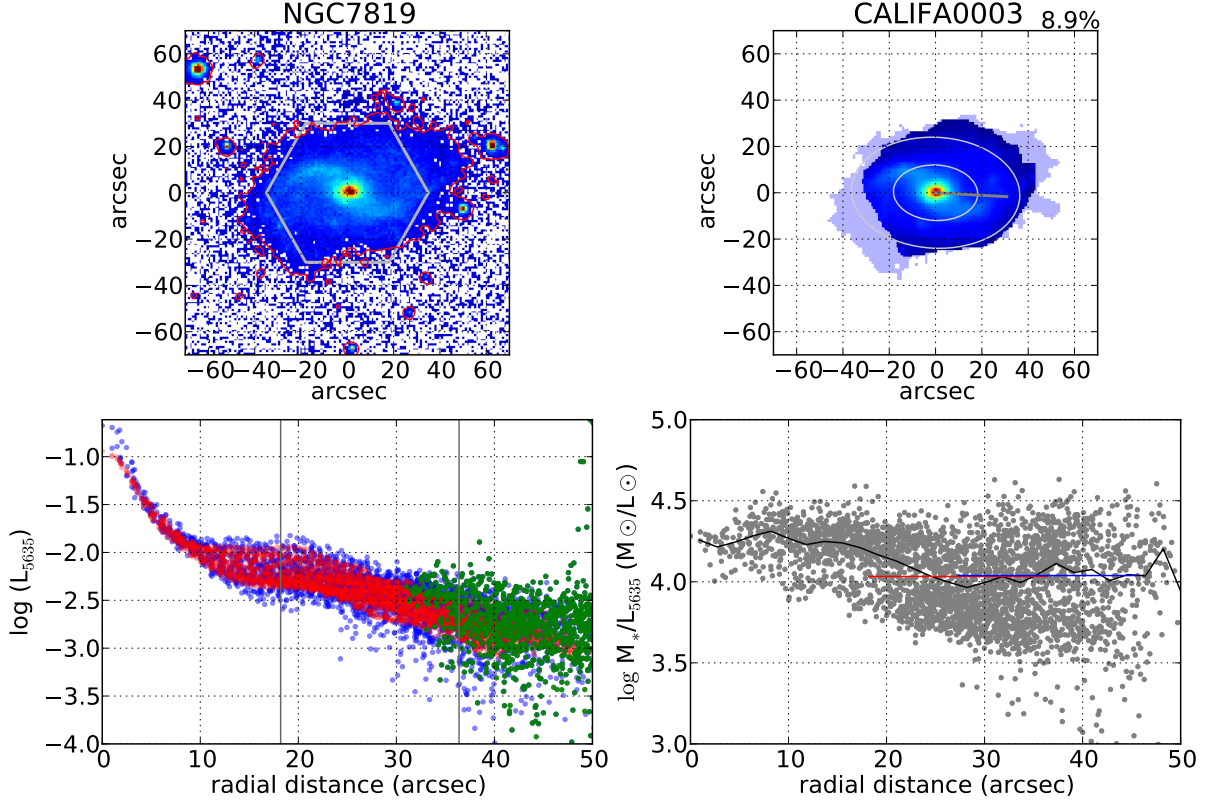 NGC7819
CALIFA0003
8.9%
60
40
20
0
−20
−40
−60
arcsec
−60−40−20 0 20 40 60
arcsec
60
40
20
0
−20
−40
−60
arcsec
−60−40−20 0 20 40 60
arcsec
−1.0
−1.5
−2.0
−2.5
−3.0
−3.5
−4.0
log (L5635)
0 10 20 30 40 50
radial distance (arcsec)
5.0
4.5
4.0
3.5
3.0
log M*/L5635 (M⊙/L⊙)
0 10 20 30 40 50
radial distance (arcsec)